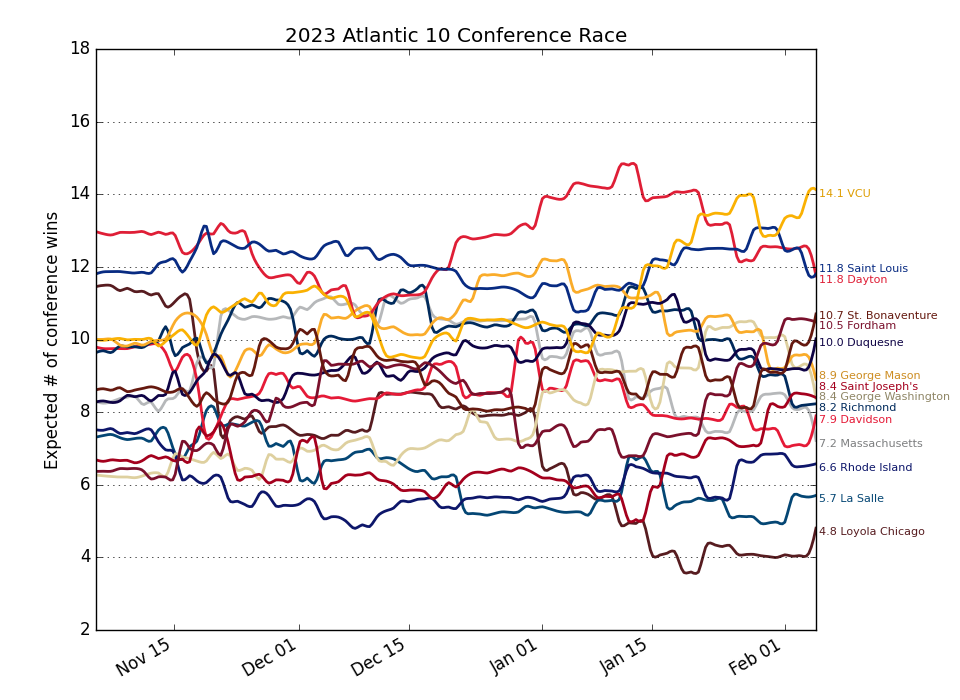 2023 Atlantic 10 Conference Race
Expected # of conference wins
18
16
14
12
10
8
6
4
2
Nov 15
Dec 01
Dec 15
Jan 01
Jan 15
Feb 01
14.1 VCU
11.8 Saint Louis
11.8 Dayton
10.7 St. Bonaventure
10.5 Fordham
10.0 Duquesne
8.9 George Mason
8.4 Saint Joseph's
8.4 George Washington
8.2 Richmond
7.9 Davidson
7.2 Massachusetts
6.6 Rhode Island
5.7 La Salle
4.8 Loyola Chicago